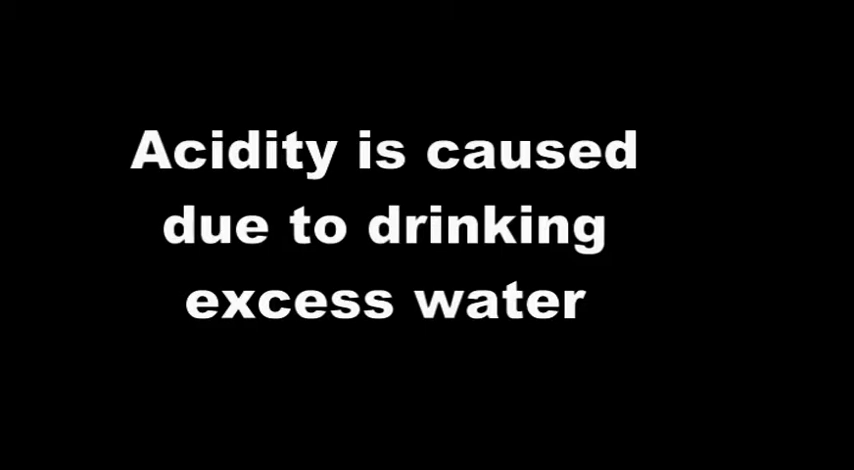 Acidity is caused
due to drinking
excess water